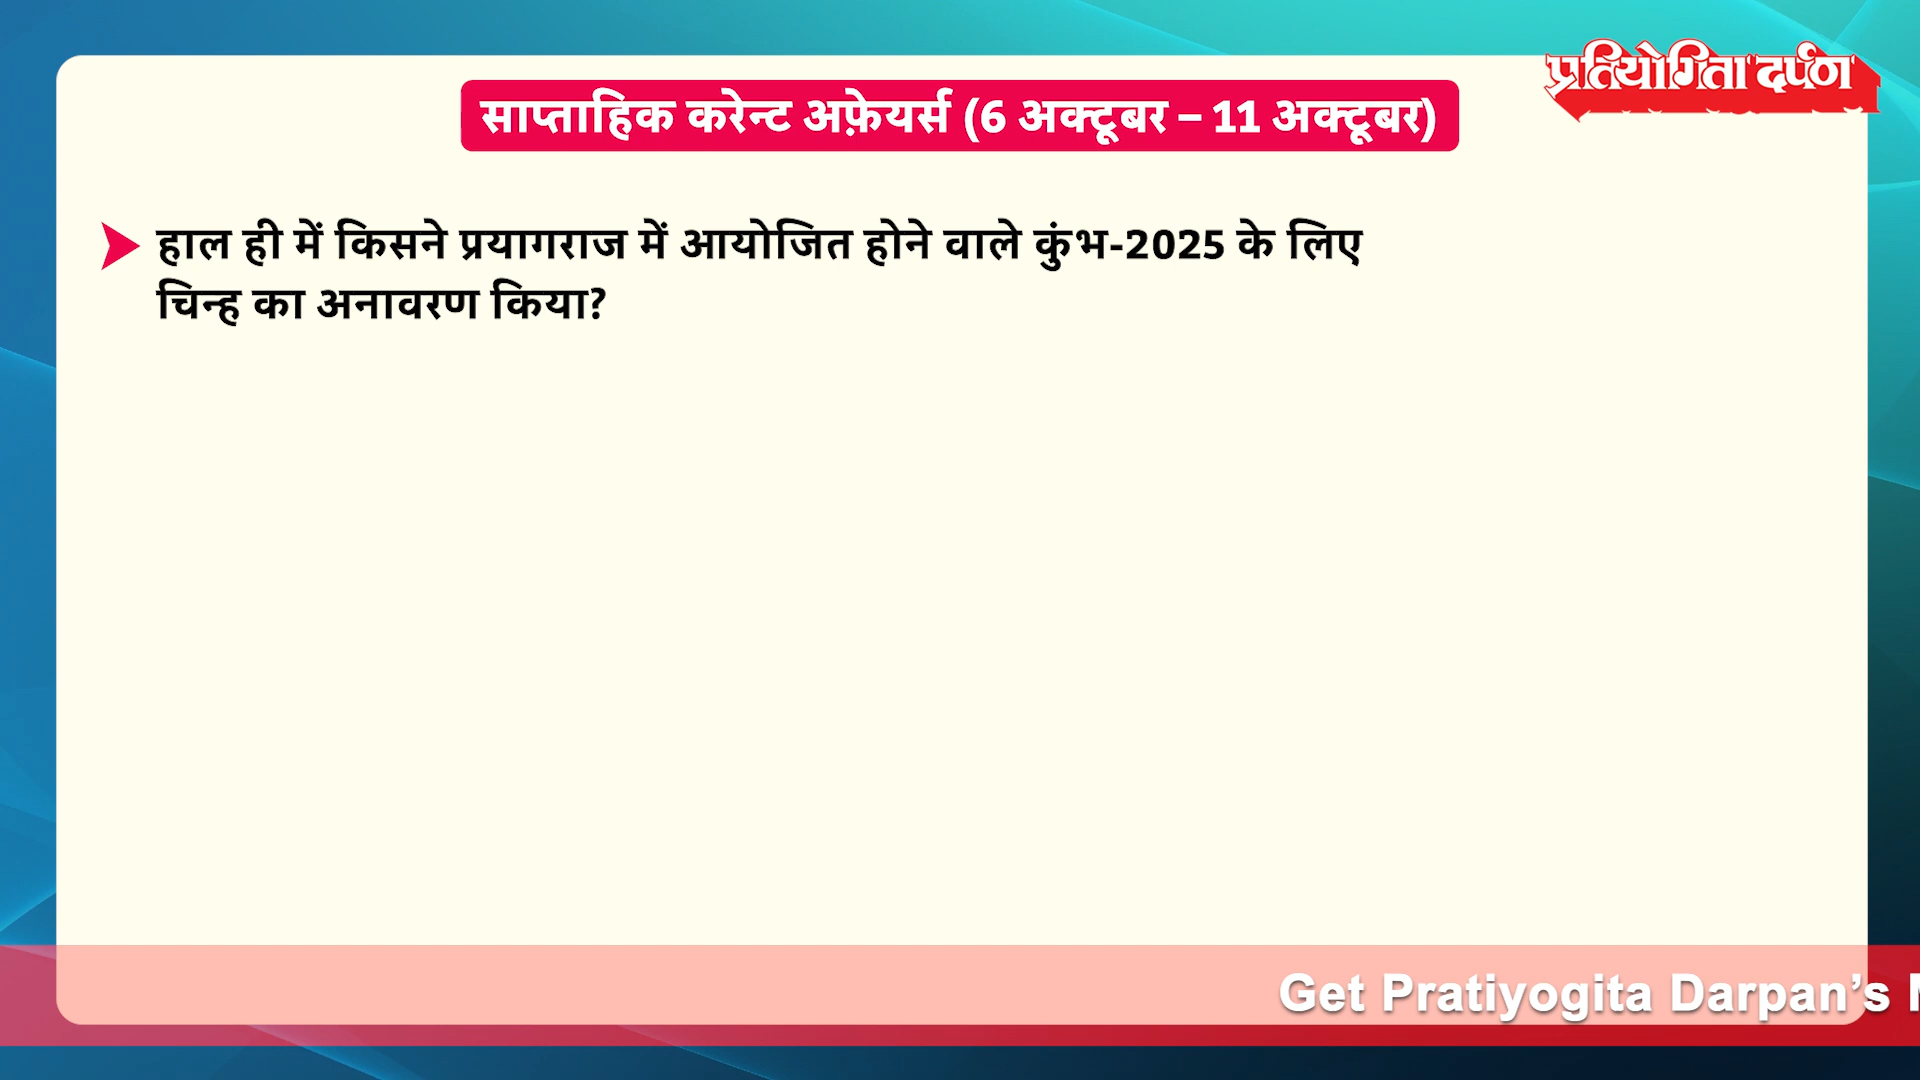 प्रतियोगिता दर्पण
साप्ताहिक करेन्ट अफ़ेयर्स (6 अक्टूबर – 11 अक्टूबर)
हाल ही में किसने प्रयागराज में आयोजित होने वाले कुंभ-2025 के लिए
चिन्ह का अनावरण किया?
Get Pratiyogita Darpan’s